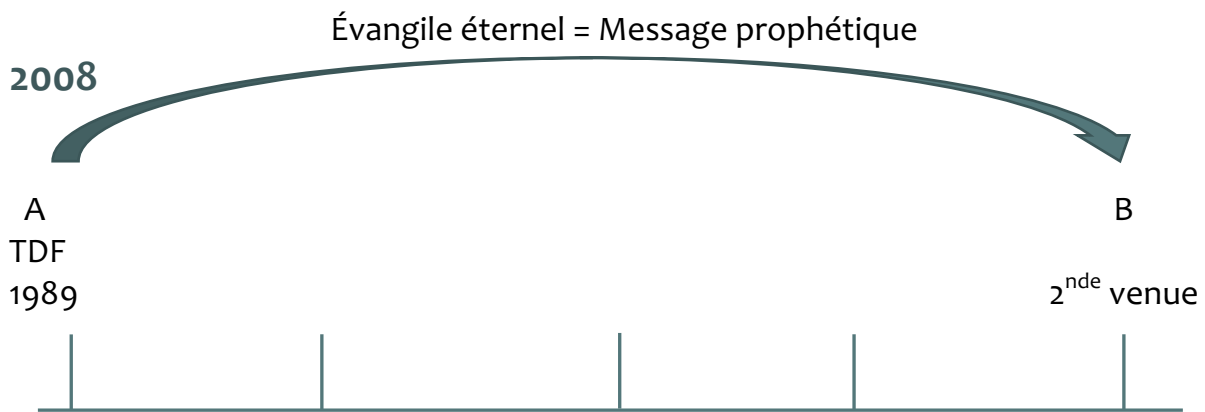 Évangile éternel = Message prophétique
2008
A
B
TDF
1989
2nde venue